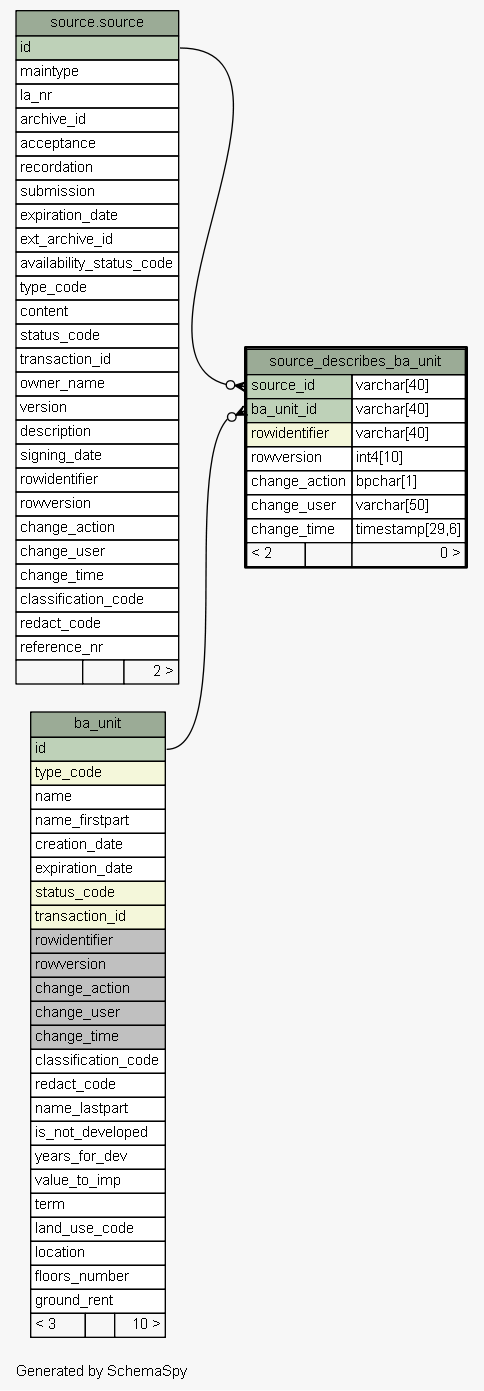 source.source
id
maintype
la_nr
archive_id
acceptance
recordation
submission
expiration_date
ext_archive_id
availability_status_code
type_code
content
status_code
transaction_id
owner_name
version
description
signing_date
rowidentifier
rowversion
change_action
change_user
change_time
classification_code
redact_code
reference_nr
2 >
source_describes_ba_unit
source_id varchar[40]
ba_unit_id varchar[40]
rowidentifier varchar[40]
rowversion int4[10]
change_action bpchar[1]
change_user varchar[50]
change_time timestamp[29,6]
< 2 0 >
ba_unit
id
type_code
name
name_firstpart
creation_date
expiration_date
status_code
transaction_id
rowidentifier
rowversion
change_action
change_user
change_time
classification_code
redact_code
name_lastpart
is_not_developed
years_for_dev
value_to_imp
term
land_use_code
location
floors_number
ground_rent
< 3 10 >
Generated by SchemaSpy